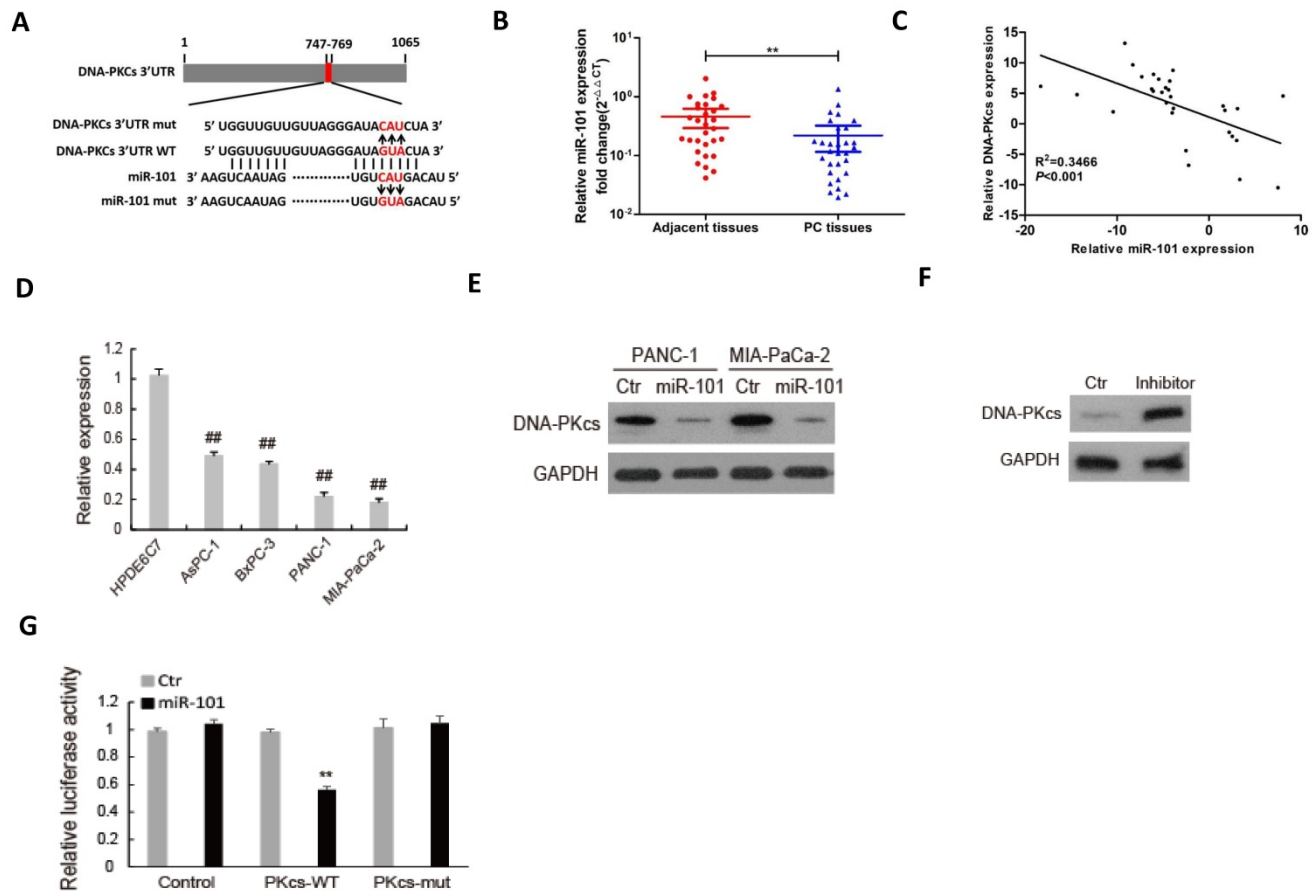 A
1 747-769 1065
DNA-PKCs 3'UTR
DNA-PKCs 3'UTR mut 5' UGGUUGUUGUUAGGGAUACAUCUA 3'
DNA-PKCs 3'UTR WT 5' UGGUUGUUGUUAGGGAUAGUACUA 3'
miR-101 3' AAGUCAAUAG ············ UGUCAUGACAU 5'
miR-101 mut 3' AAGUCAAUAG ············ UGUGUAGACAU 5'
B
Relative miR-101 expression
fold change(2^-△△CT)
10^1
10^0
10^-1
10^-2
**
Adjacent tissues PC tissues
C
Relative DNA-PKcs expression
15
10
5
0
-5
-10
-15
R²=0.3466
P<0.001
-20 -10 0 10
Relative miR-101 expression
D
Relative expression
1.2
1
0.8
0.6
0.4
0.2
0
## ## ## ##
HPDE6C7 AsPC-1 BxPC-3 PANC-1 MIA-PaCa-2
E
PANC-1 MIA-PaCa-2
Ctr miR-101 Ctr miR-101
DNA-PKcs
GAPDH
F
Ctr Inhibitor
DNA-PKcs
GAPDH
G
Ctr
miR-101
Relative luciferase activity
1.2
1
0.8
0.6
0.4
0.2
0
**
Control PKcs-WT PKcs-mut